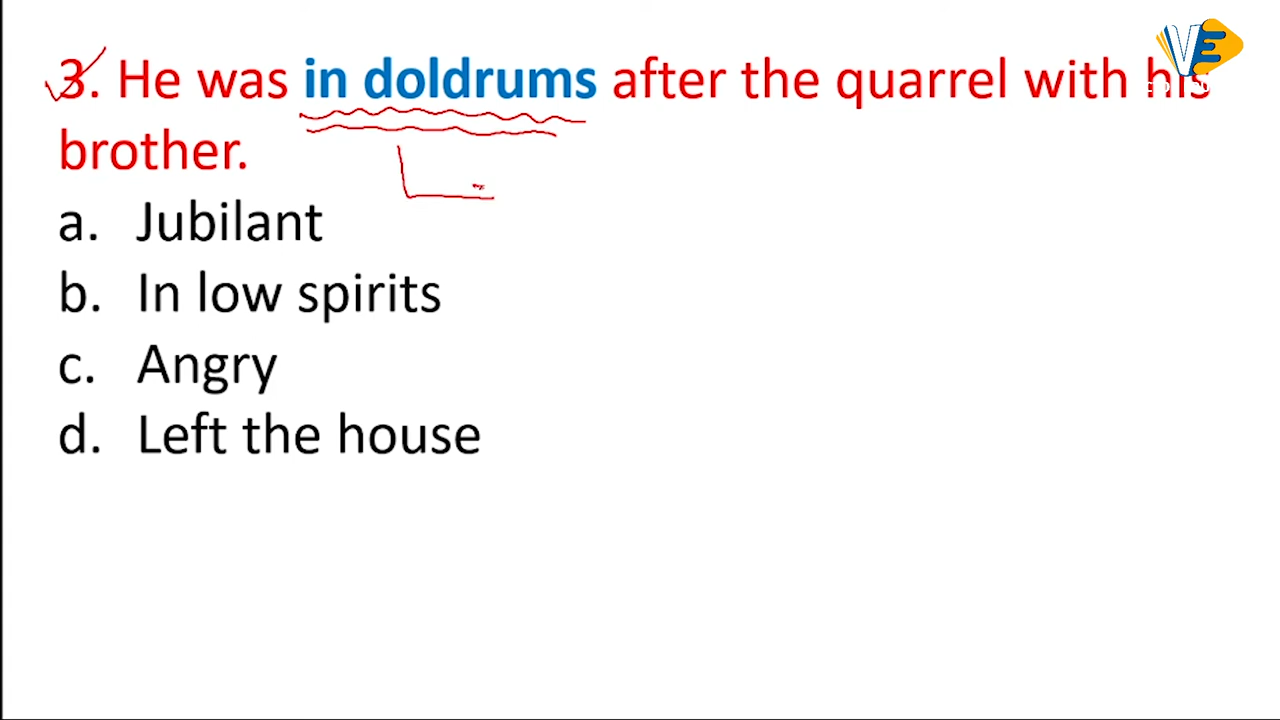 VE
3. He was in doldrums after the quarrel with his
brother.
a. Jubilant
b. In low spirits
c. Angry
d. Left the house